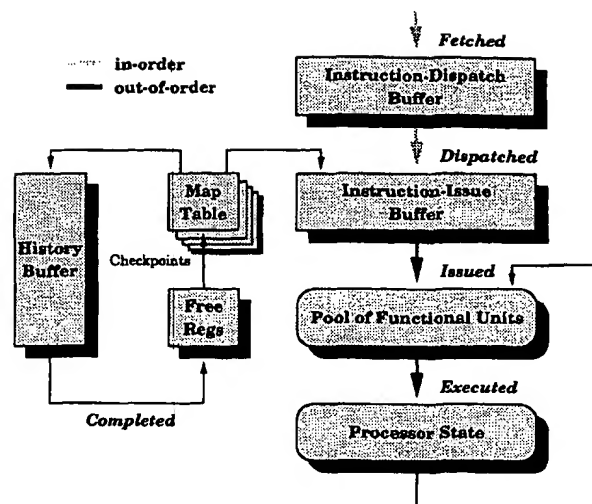 Fetched
in-order
out-of-order
Instruction-Dispatch
Buffer
Dispatched
Map
Table
Instruction-Issue
Buffer
History
Buffer
Checkpoints
Issued
Free
Regs
Pool of Functional Units
Executed
Completed
Processor State